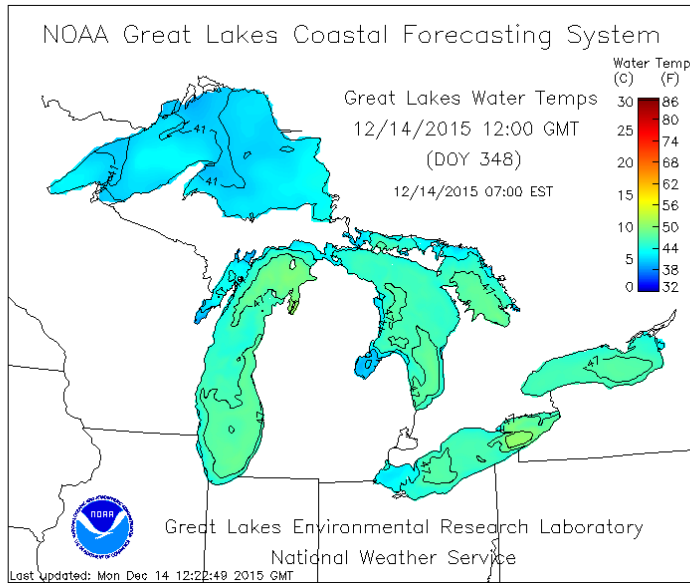 NOAA Great Lakes Coastal Forecasting System
Water Temp
(C) (F)
Great Lakes Water Temps
12/14/2015 12:00 GMT
(DOY 348)
12/14/2015 07:00 EST
30 86
80
25 74
20 68
62
15 56
10 50
5 44
38
0 32
41
41
41
47
47
47
47
47
47
NOAA
Great Lakes Environmental Research Laboratory
National Weather Service
Last updated: Mon Dec 14 12:22:49 2015 GMT